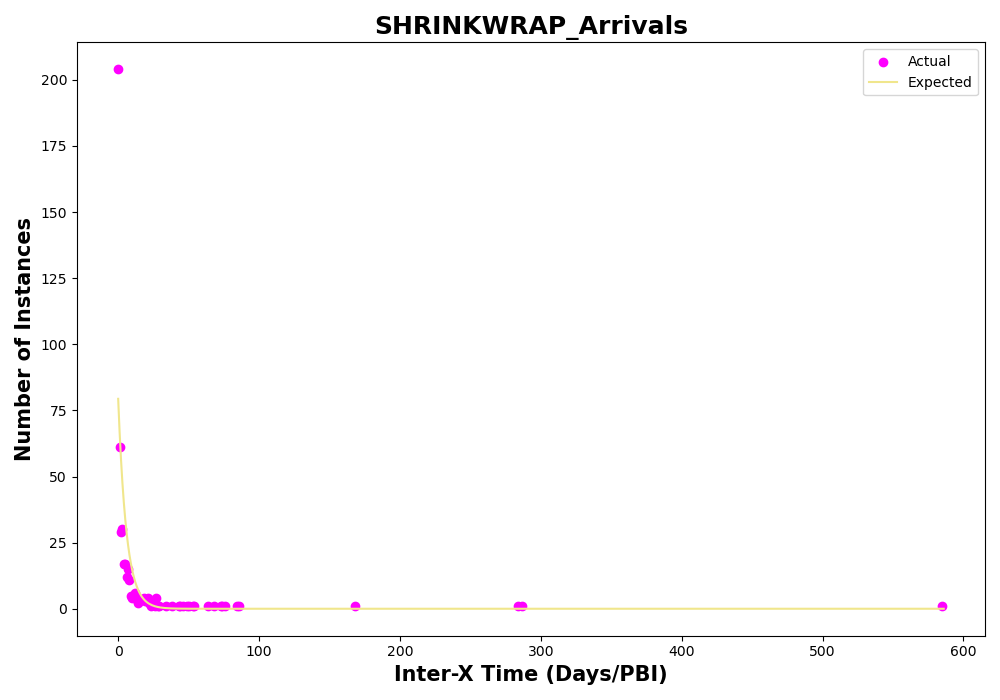 SHRINKWRAP_Arrivals
Actual
Expected
200
175
150
125
100
75
50
25
0
Number of Instances
0 100 200 300 400 500 600
Inter-X Time (Days/PBI)